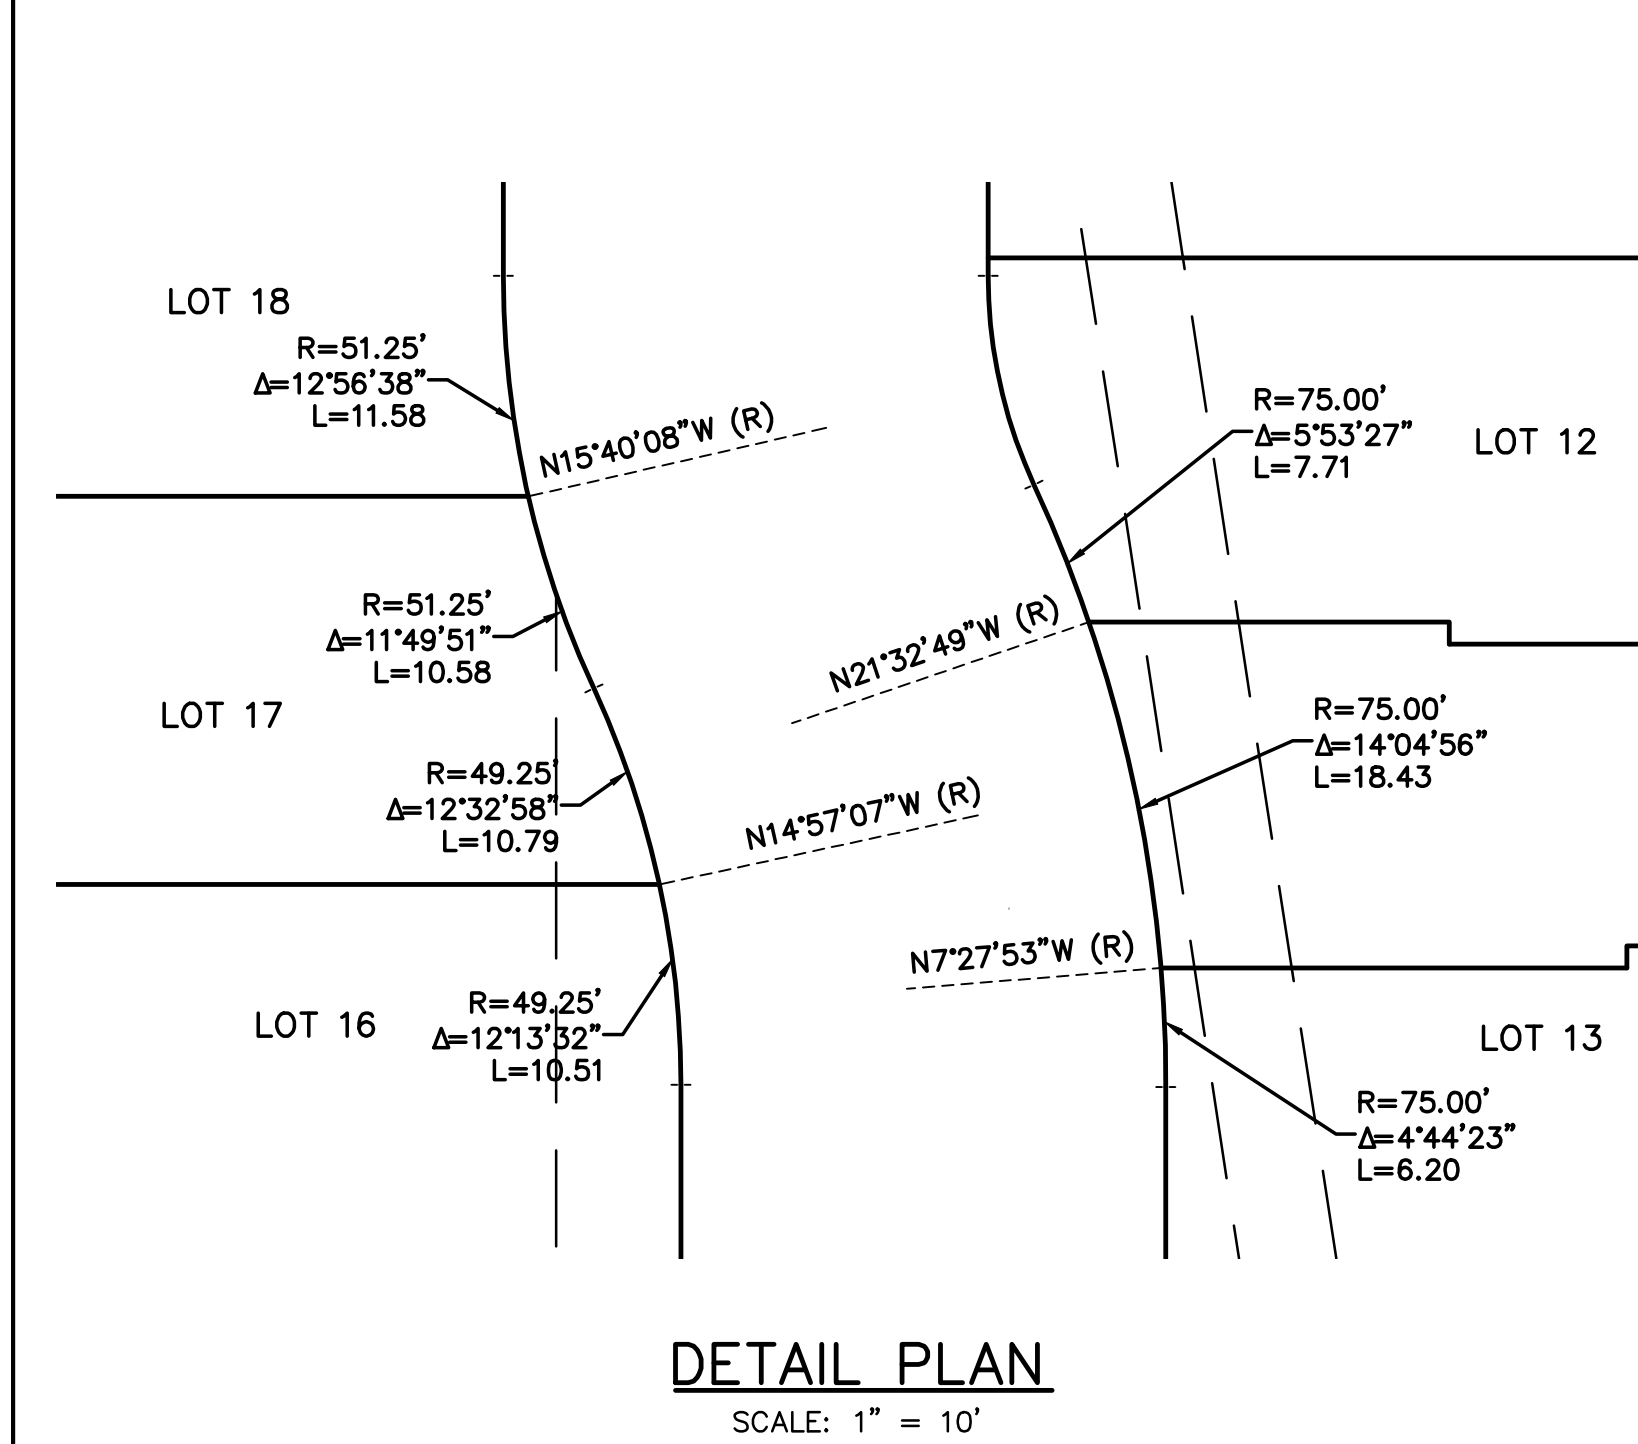 LOT 18
R=51.25'
Δ=12°56'38"
L=11.58
N15°40'08"W (R)
R=75.00'
Δ=5°53'27"
L=7.71
LOT 12
R=51.25'
Δ=11°49'51"
L=10.58
N21°32'49"W (R)
LOT 17
R=75.00'
Δ=14°04'56"
L=18.43
R=49.25'
Δ=12°32'58"
L=10.79
N14°57'07"W (R)
N7°27'53"W (R)
LOT 16
R=49.25'
Δ=12°13'32"
L=10.51
LOT 13
R=75.00'
Δ=4°44'23"
L=6.20
DETAIL PLAN
SCALE: 1" = 10'